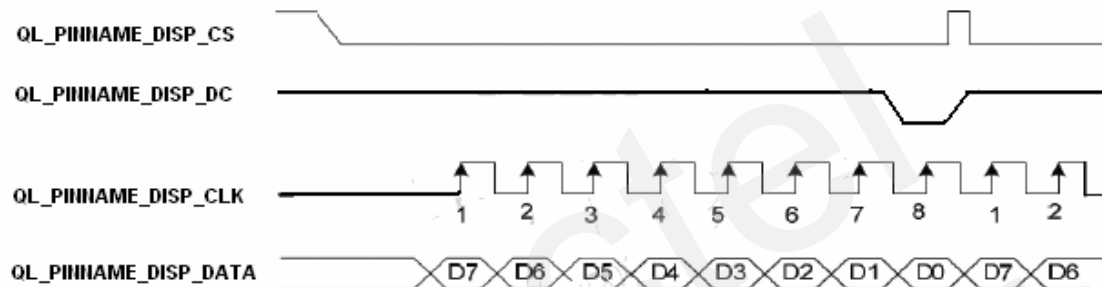 QL_PINNAME_DISP_CS
QL_PINNAME_DISP_DC
QL_PINNAME_DISP_CLK
1 2 3 4 5 6 7 8 1 2
QL_PINNAME_DISP_DATA D7 D6 D5 D4 D3 D2 D1 D0 D7 D6